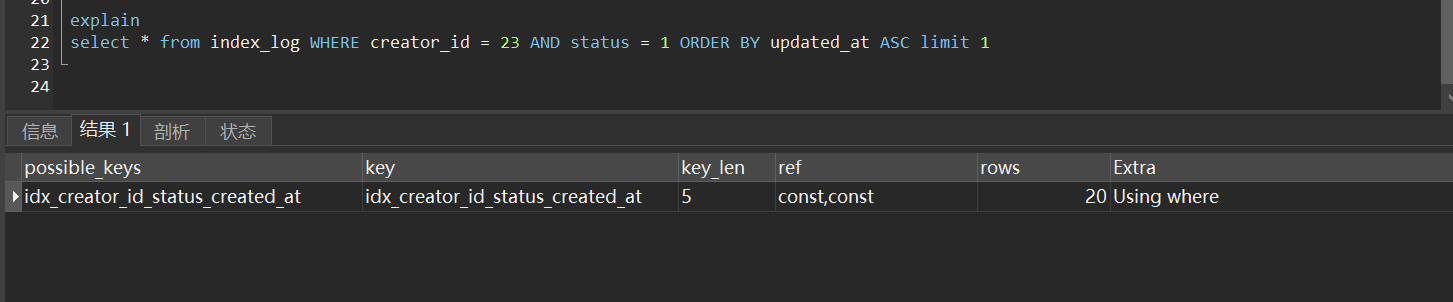 20
21 explain
22 select * from index_log WHERE creator_id = 23 AND status = 1 ORDER BY updated_at ASC limit 1
23
24
信息 结果 1 剖析 状态
possible_keys key key_len ref rows Extra
idx_creator_id_status_created_at idx_creator_id_status_created_at 5 const,const 20 Using where